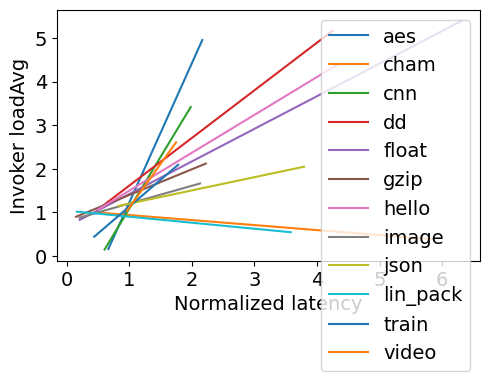 Invoker loadAvg
5
4
3
2
1
0
0 1 2 3 4 5 6
Normalized latency
aes
cham
cnn
dd
float
gzip
hello
image
json
lin_pack
train
video